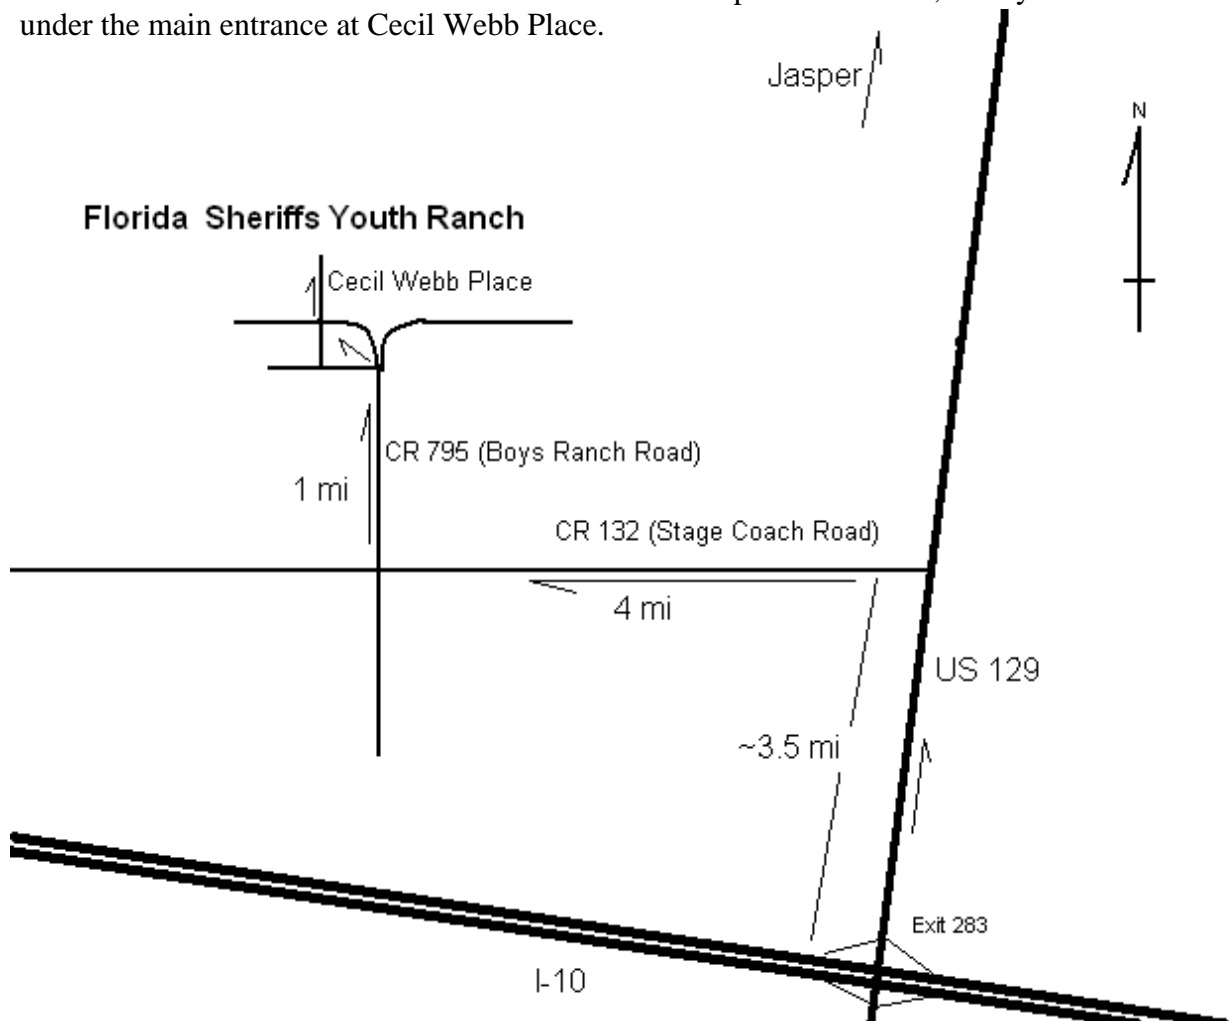 under the main entrance at Cecil Webb Place.
Jasper
N
Florida Sheriffs Youth Ranch
Cecil Webb Place
CR 795 (Boys Ranch Road)
1 mi
CR 132 (Stage Coach Road)
4 mi
US 129
~3.5 mi
Exit 283
I-10